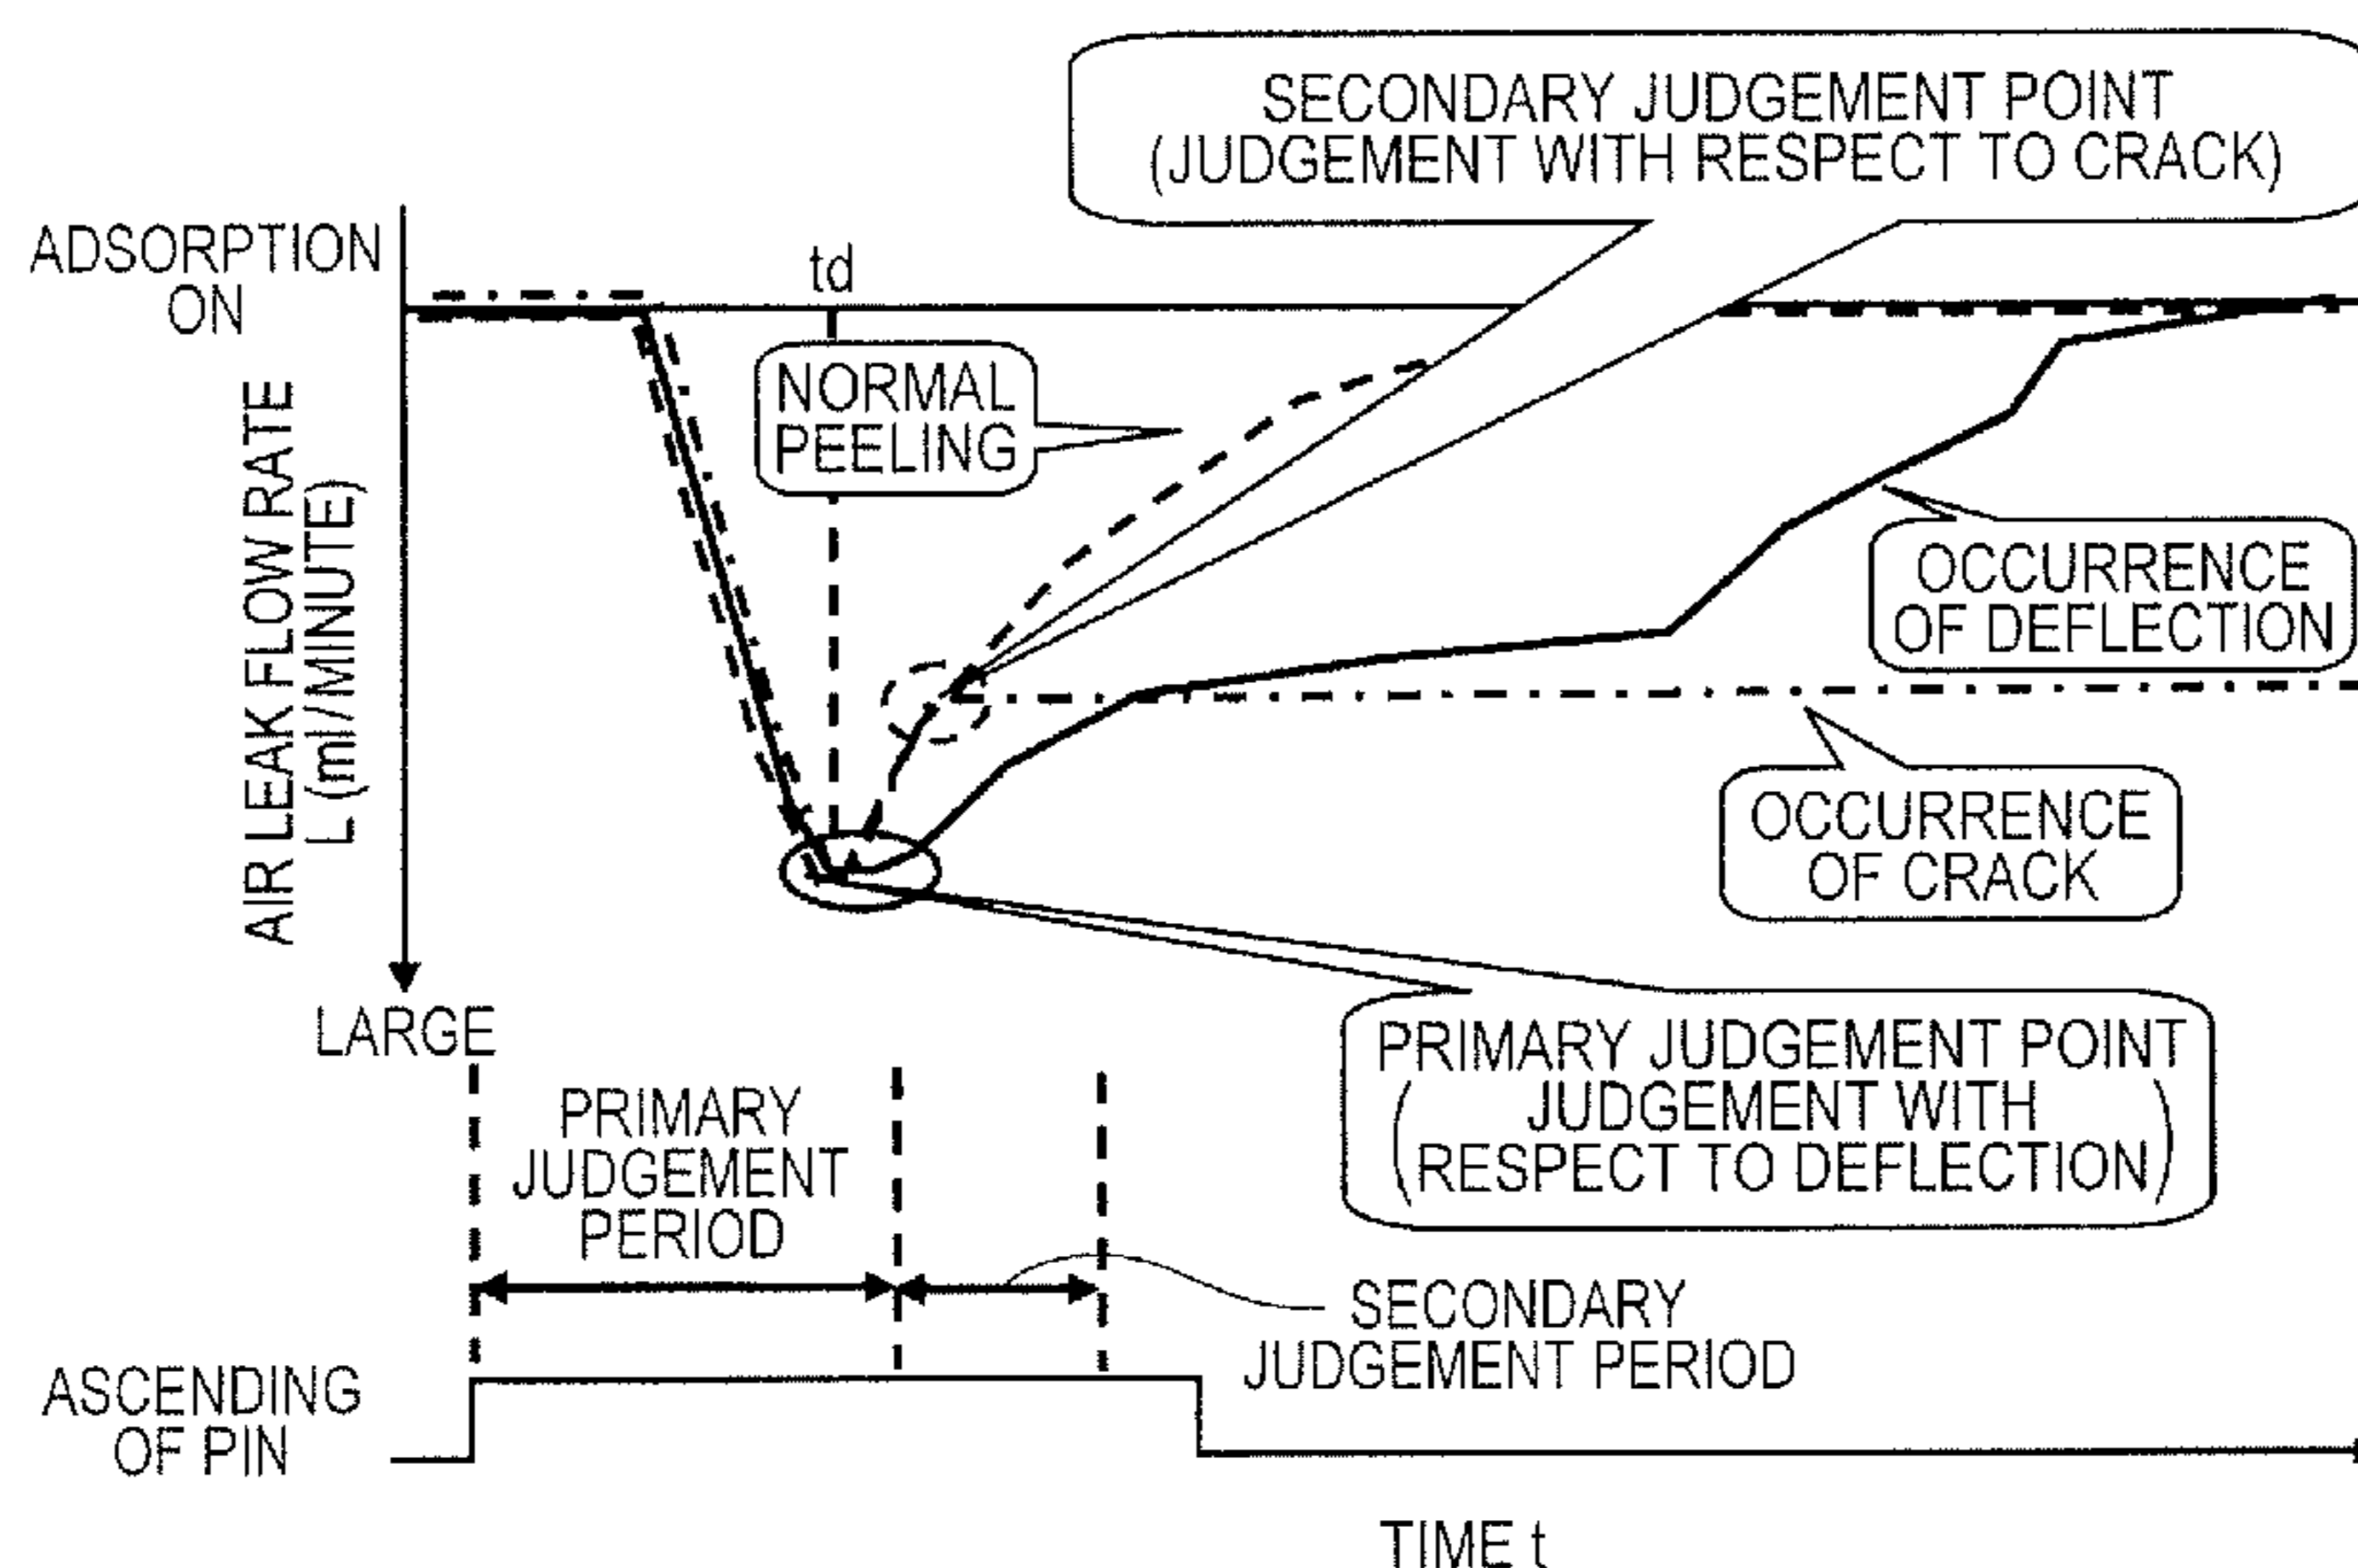 SECONDARY JUDGEMENT POINT
(JUDGEMENT WITH RESPECT TO CRACK)
ADSORPTION
ON
td
NORMAL
PEELING
AIR LEAK FLOW RATE
L (ml/MINUTE)
OCCURRENCE
OF DEFLECTION
OCCURRENCE
OF CRACK
LARGE
PRIMARY JUDGEMENT POINT
(JUDGEMENT WITH
RESPECT TO DEFLECTION)
PRIMARY
JUDGEMENT
PERIOD
SECONDARY
JUDGEMENT PERIOD
ASCENDING
OF PIN
TIME t